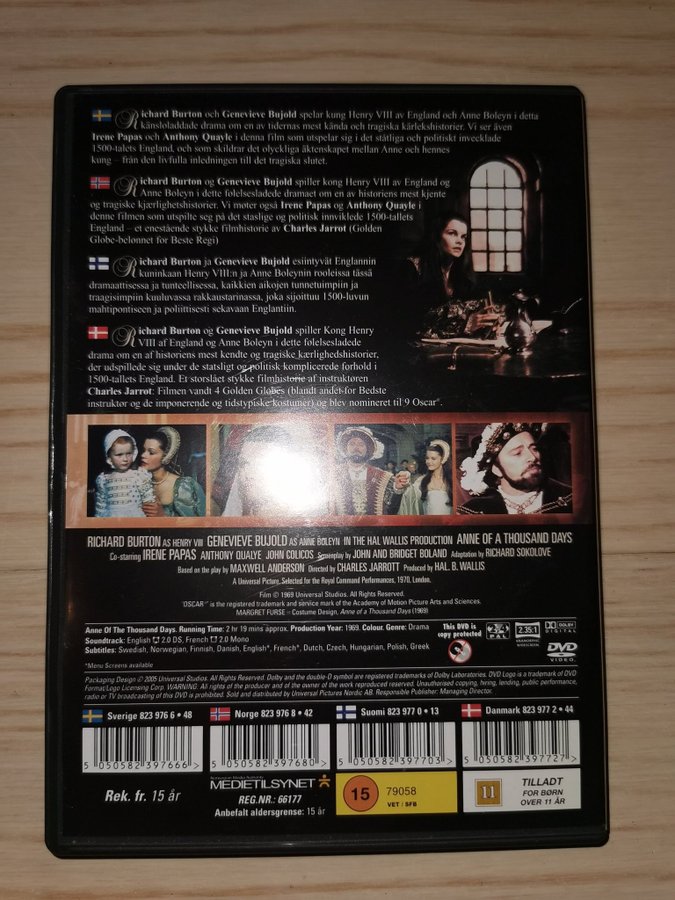 Richard Burton och Genevieve Bujold spelar kung Henry VIII av England och Anne Boleyn i detta
känsloladdade drama om en av tidernas mest kända och tragiska kärlekshistorier. Vi ser även
Irene Papas och Anthony Quayle i denna film som utspelar sig i det ståtliga och politiskt invecklade
1500-talets England, och som skildrar det olyckliga äktenskapet mellan Anne och hennes
kung – från den livfulla inledningen till det tragiska slutet.
Richard Burton og Genevieve Bujold spiller kong Henry VIII av England og
Anne Boleyn i dette følelsesladede dramaet om en av historiens mest kjente
og tragiske kjærlighetshistorier. Vi møter også Irene Papas og Anthony Quayle i
denne filmen som utspilte seg på det staslige og politisk innviklede 1500-tallets
England – et enestående stykke filmhistorie av Charles Jarrot (Golden
Globe-belønnet for Beste Regi)
Richard Burton ja Genevieve Bujold esiintyvät Englannin
kuninkaan Henry VIII:n ja Anne Boleynin rooleissa tässä
dramaattisessa ja tunteellisessa, kaikkien aikojen tunnetuimpiin ja
traagisimpiin kuuluvassa rakkaustarinassa, joka sijoittuu 1500-luvun
mahtipontiseen ja poliittisesti sekavaan Englantiin.
Richard Burton og Genevieve Bujold spiller Kong Henry
VIII af England og Anne Boleyn i dette følelsesladede
drama om en af historiens mest kendte og tragiske kærlighedshistorier,
der udspillede sig under de statsligt og politisk komplicerede forhold i
1500-tallets England. Et storslået stykke filmhistorie af instruktøren
Charles Jarrot: Filmen vandt 4 Golden Globes (blandt andet for Bedste
instruktør og de imponerende og tidstypiske kostumer) og blev nomineret til 9 Oscar®.
RICHARD BURTON AS HENRY VIII GENEVIEVE BUJOLD AS ANNE BOLEYN IN THE HAL WALLIS PRODUCTION ANNE OF A THOUSAND DAYS
Co-starring IRENE PAPAS ANTHONY QUALYE JOHN COLICOS Screenplay by JOHN AND BRIDGET BOLAND Adaptation by RICHARD SOKOLOVE
Based on the play by MAXWELL ANDERSON Directed by CHARLES JARROTT Produced by HAL. B. WALLIS
A Universal Picture. Selected for the Royal Command Performances, 1970, London.
Film © 1969 Universal Studios. All Rights Reserved.
'OSCAR®' is the registered trademark and service mark of the Academy of Motion Picture Arts and Sciences.
MARGRET FURSE – Costume Design, Anne of a Thousand Days (1969)
Anne Of The Thousand Days. Running Time: 2 hr 19 mins approx. Production Year: 1969. Colour. Genre: Drama
Soundtrack: English 2.0 DS, French 2.0 Mono
Subtitles: Swedish, Norwegian, Finnish, Danish, English*, French*, Dutch, Czech, Hungarian, Polish, Greek
*Menu Screens available
This DVD is
copy protected
2
PAL
2.35:1
ANAMORPHIC
WIDESCREEN
DOLBY
DIGITAL
DVD
VIDEO
Packaging Design © 2005 Universal Studios. All Rights Reserved. Dolby and the double-D symbol are registered trademarks of Dolby Laboratories. DVD Logo is a trademark of DVD
Format/Logo Licensing Corp. WARNING. All rights of the producer and of the owner of the work reproduced reserved. Unauthorised copying, hiring, lending, public performance,
radio or TV broadcasting of this DVD is prohibited. Sold and distributed by Universal Pictures Nordic AB. Responsible Publisher: Managing Director.
Sverige 823 976 6 • 48
Norge 823 976 8 • 42
Suomi 823 977 0 • 13
Danmark 823 977 2 • 44
5 050582 397666 >
5 050582 397680 >
5 050582 397703 >
5 050582 397727 >
Rek. fr. 15 år
MEDIETILSYNET
REG.NR.: 66177
Anbefalt aldersgrense: 15 år
15
79058
VET / SFB
11
TILLADT
FOR BØRN
OVER 11 ÅR